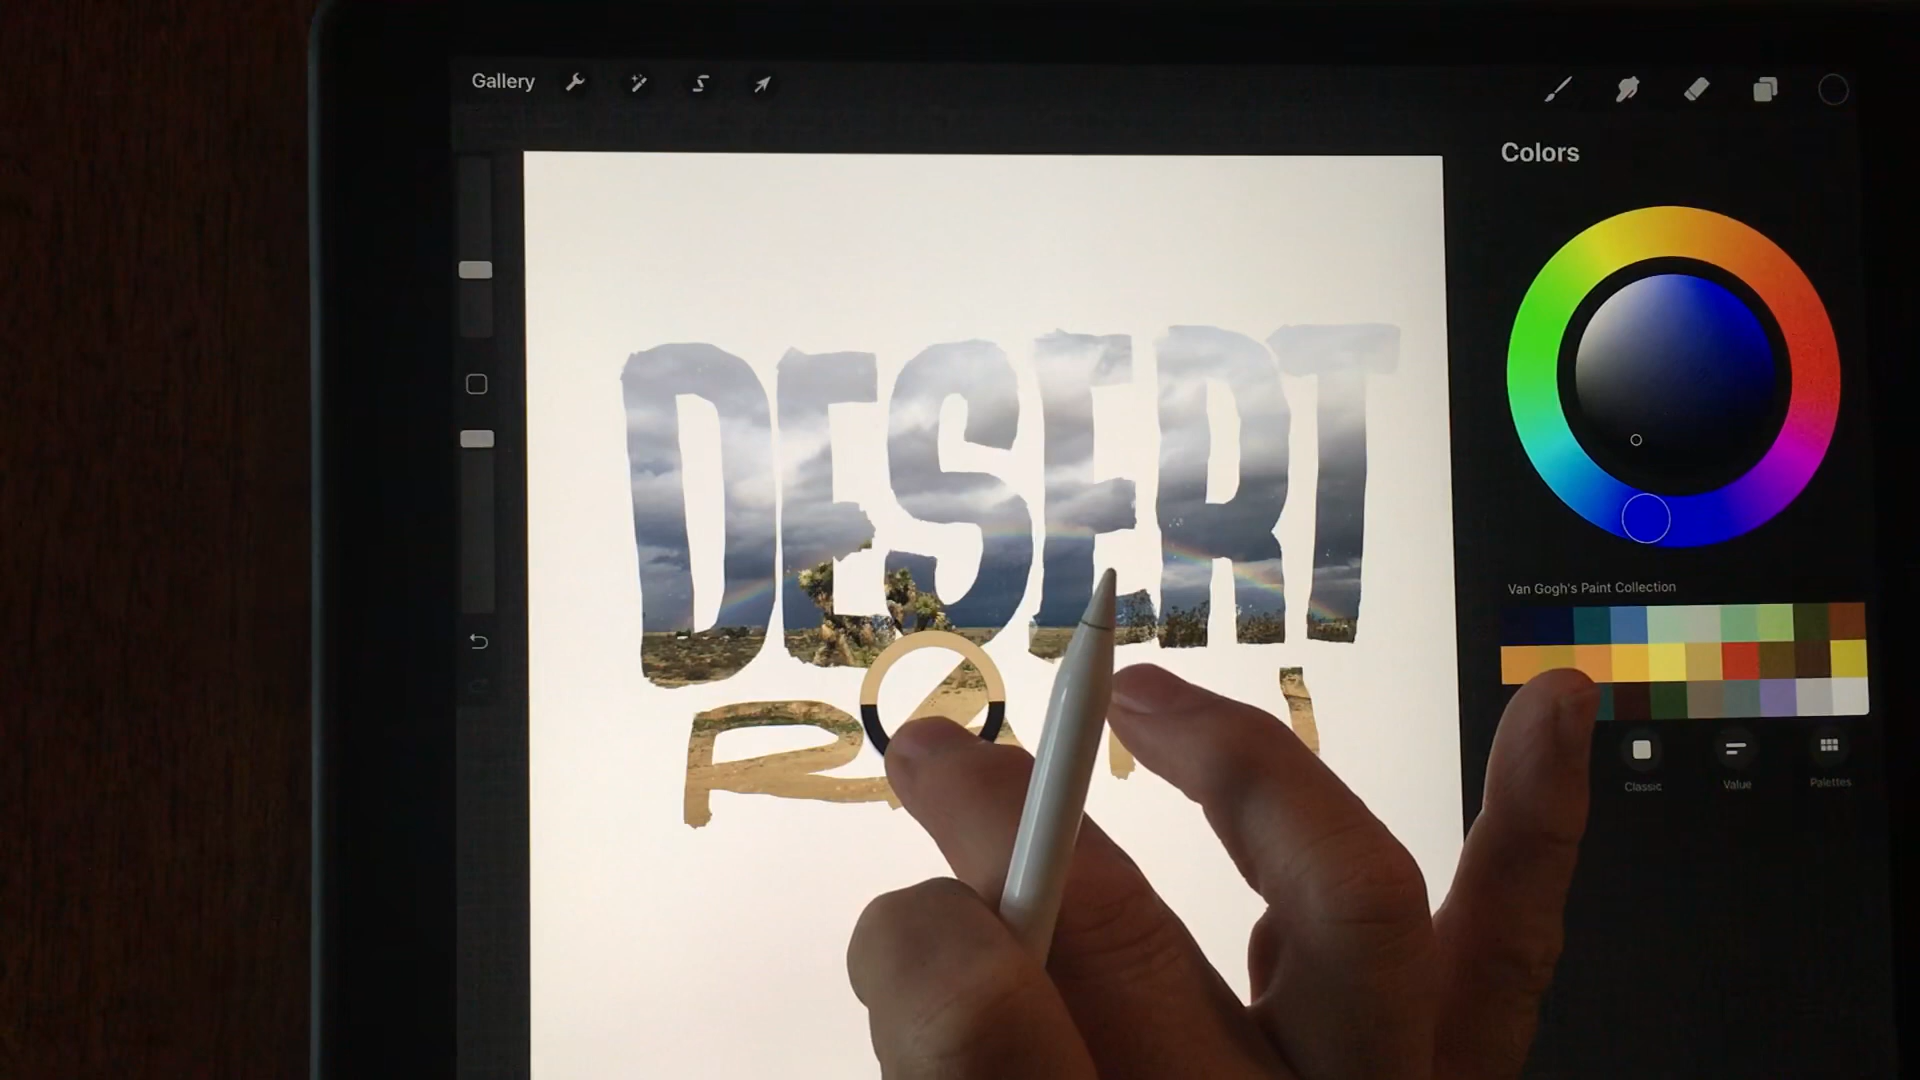 Gallery
Colors
DESERT
Van Gogh's Paint Collection
Classic
Value
Palettes